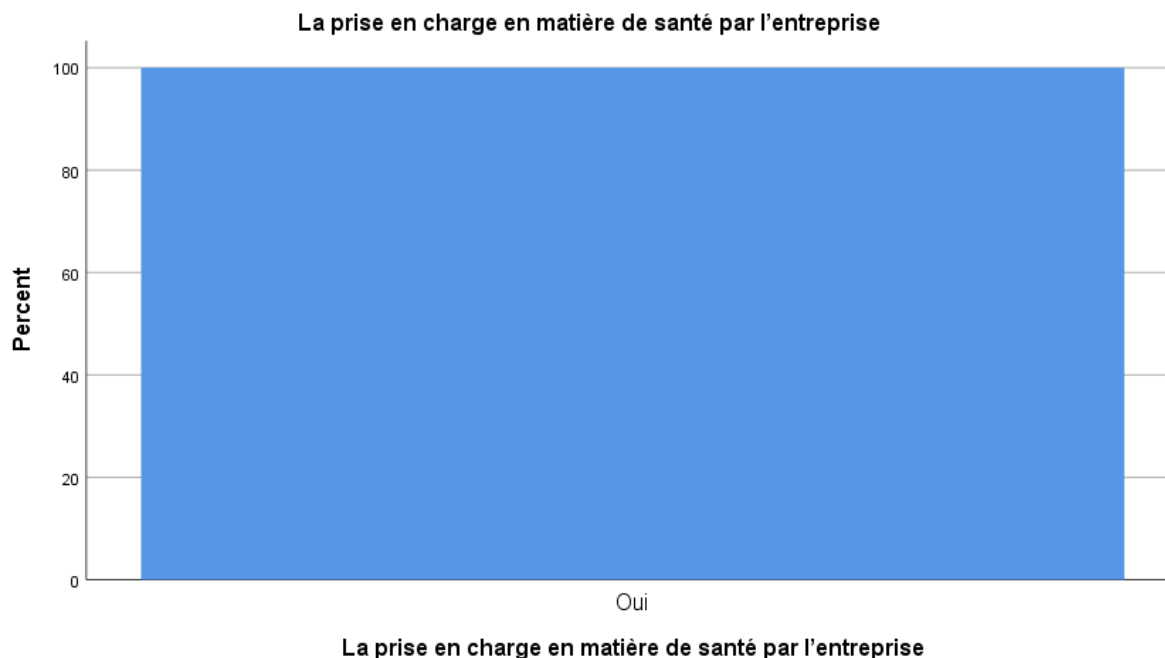 La prise en charge en matière de santé par l’entreprise
100
80
60
40
20
0
Percent
Oui
La prise en charge en matière de santé par l’entreprise